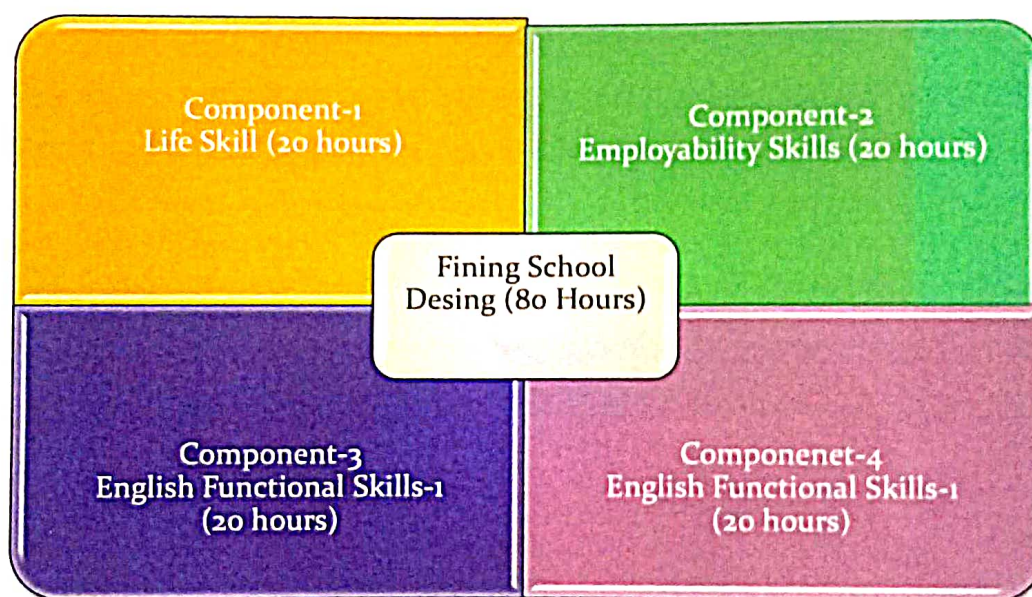 Component-1
Life Skill (20 hours)
Component-2
Employability Skills (20 hours)
Fining School
Desing (80 Hours)
Component-3
English Functional Skills-1
(20 hours)
Componenet-4
English Functional Skills-1
(20 hours)